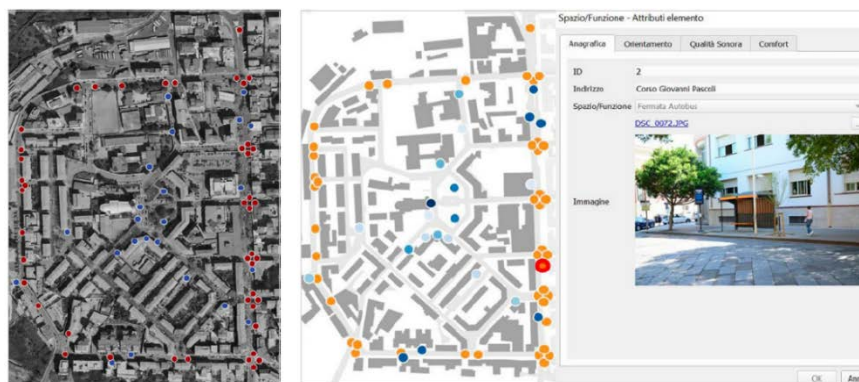 Spazio/Funzione - Attributi elemento
Anagrafica Orientamento Qualità Sonora Comfort
ID 2
Indirizzo Corso Giovanni Pascoli
Spazio/Funzione Fermata Autobus
DSC_0072.JPG
Immagine
OK